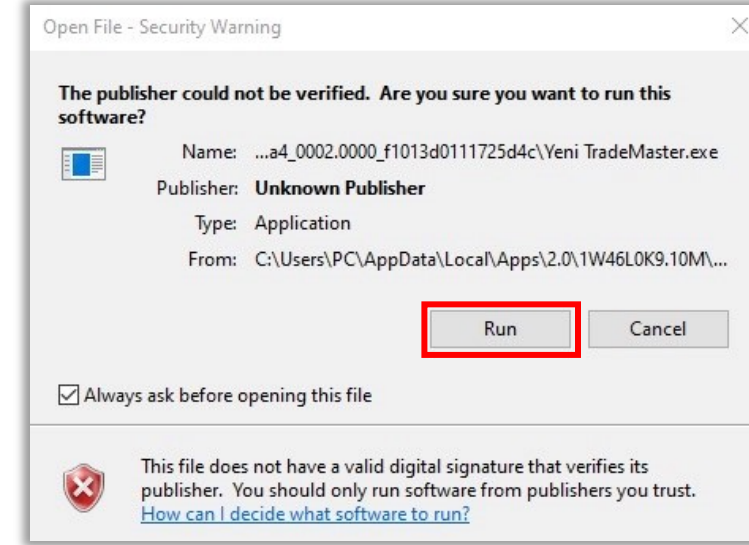 Open File - Security Warning
The publisher could not be verified. Are you sure you want to run this
software?
Name: ...a4_0002.0000_f1013d0111725d4c\Yeni TradeMaster.exe
Publisher: Unknown Publisher
Type: Application
From: C:\Users\PC\AppData\Local\Apps\2.0\1W46L0K9.10M\...
Run Cancel
Always ask before opening this file
This file does not have a valid digital signature that verifies its
publisher. You should only run software from publishers you trust.
How can I decide what software to run?